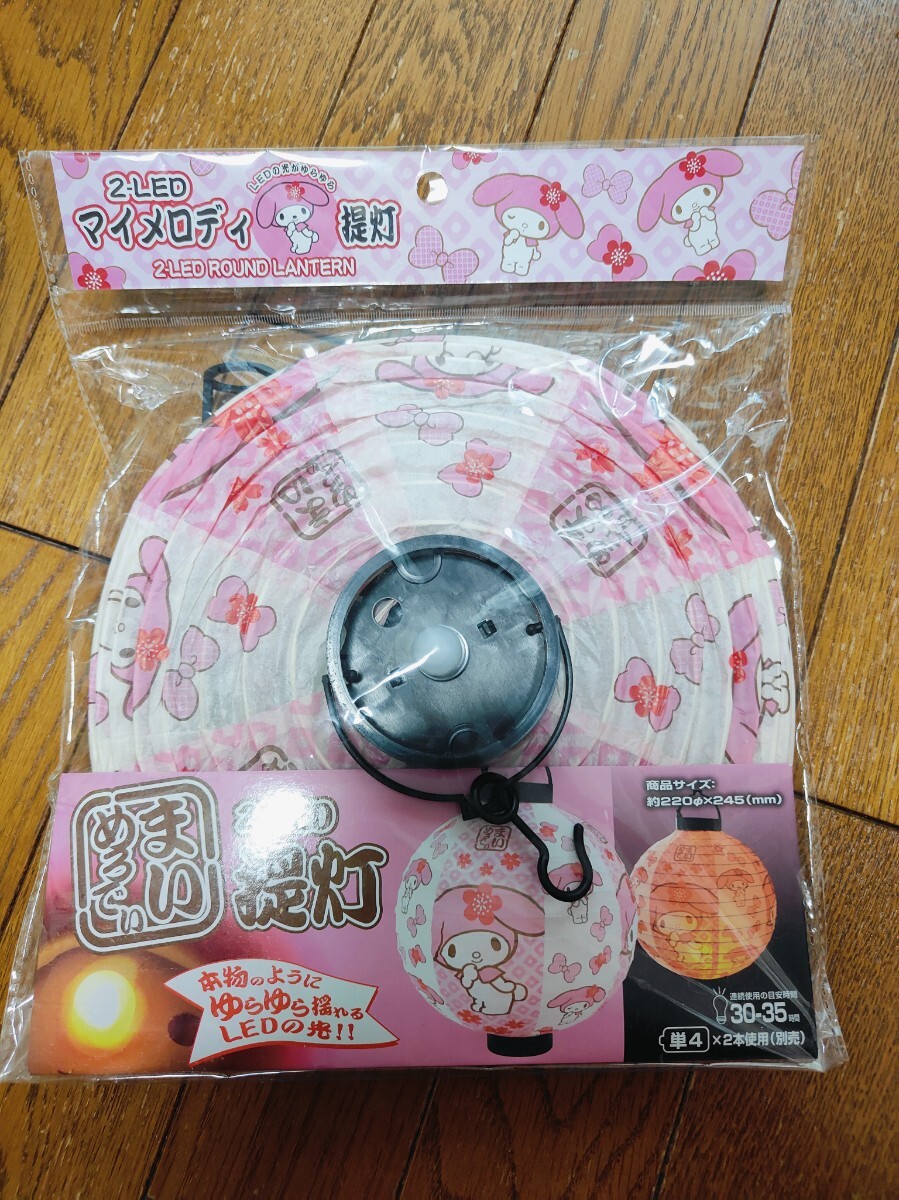 LEDの光がゆらゆら
2-LED
マイメロディ 提灯
2-LED ROUND LANTERN
まい
めろでぃ
提灯
本物のように
ゆらゆら揺れる
LEDの光!!
商品サイズ:
約220φ×245(mm)
連続使用の目安時間
30-35時間
単4×2本使用(別売)